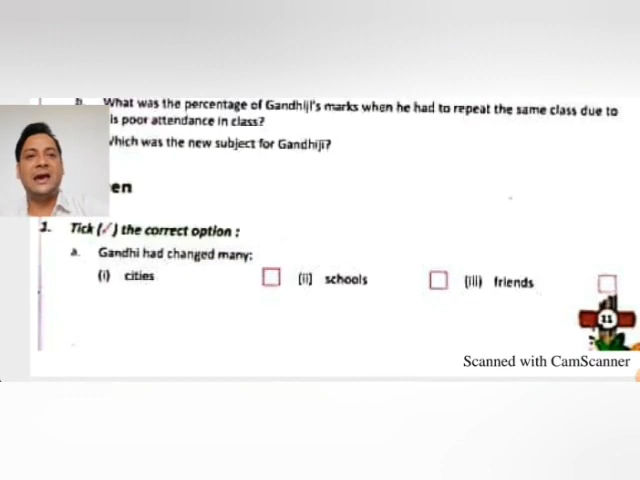 What was the percentage of Gandhiji's marks when he had to repeat the same class due to
is poor attendance in class?
Which was the new subject for Gandhiji?
en
1. Tick (✓) the correct option :
a. Gandhi had changed many:
(i) cities
(ii) schools
(iii) friends
11
Scanned with CamScanner